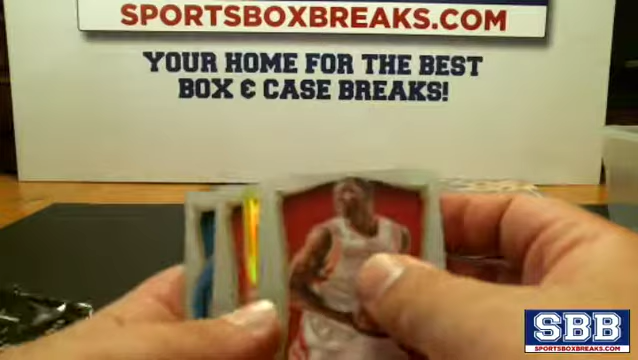 SPORTSBOXBREAKS.COM
YOUR HOME FOR THE BEST
BOX & CASE BREAKS!
SBB
SPORTSBOXBREAKS.COM